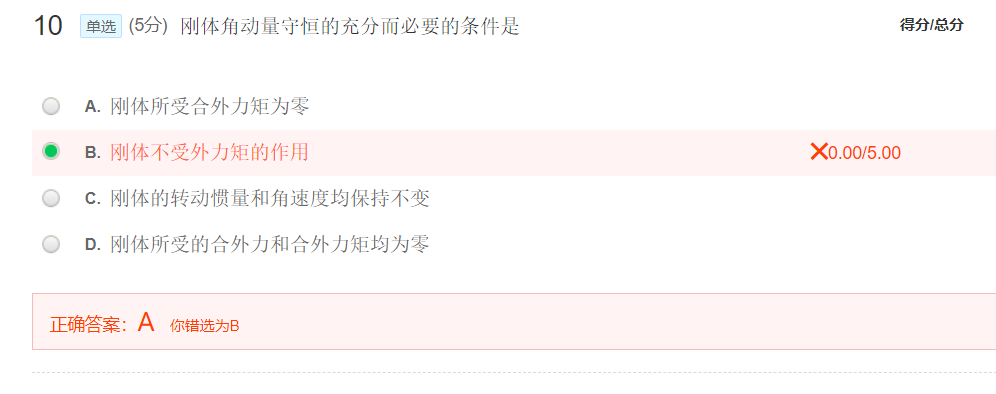 10 单选 (5分) 刚体角动量守恒的充分而必要的条件是 得分/总分
A. 刚体所受合外力矩为零
B. 刚体不受外力矩的作用 0.00/5.00
C. 刚体的转动惯量和角速度均保持不变
D. 刚体所受的合外力和合外力矩均为零
正确答案：A 你错选为B